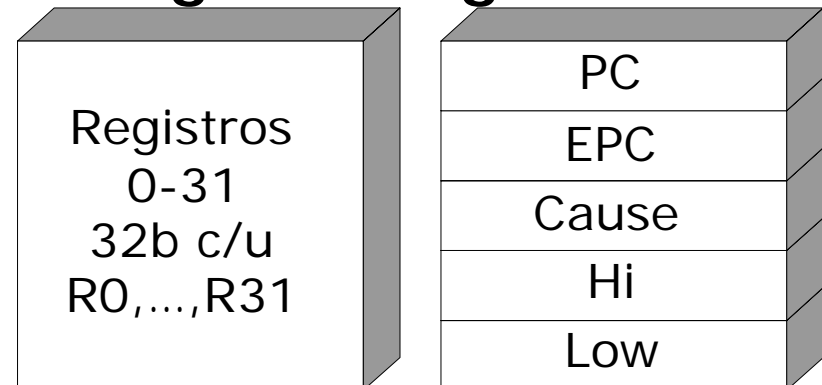 Registros
0-31
32b c/u
R0,...,R31
PC
EPC
Cause
Hi
Low